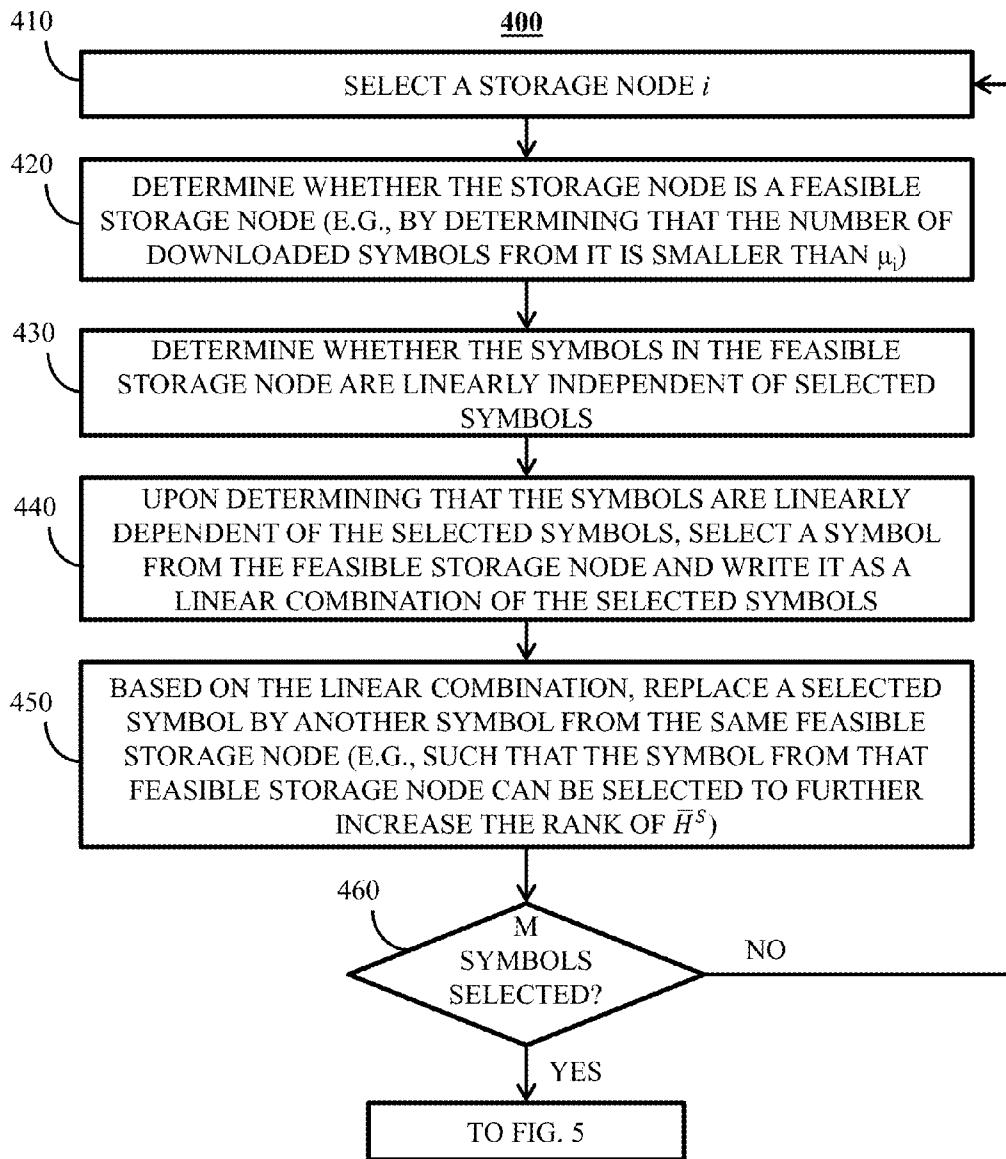 400
410
SELECT A STORAGE NODE i
420
DETERMINE WHETHER THE STORAGE NODE IS A FEASIBLE
STORAGE NODE (E.G., BY DETERMINING THAT THE NUMBER OF
DOWNLOADED SYMBOLS FROM IT IS SMALLER THAN μi)
430
DETERMINE WHETHER THE SYMBOLS IN THE FEASIBLE
STORAGE NODE ARE LINEARLY INDEPENDENT OF SELECTED
SYMBOLS
440
UPON DETERMINING THAT THE SYMBOLS ARE LINEARLY
DEPENDENT OF THE SELECTED SYMBOLS, SELECT A SYMBOL
FROM THE FEASIBLE STORAGE NODE AND WRITE IT AS A
LINEAR COMBINATION OF THE SELECTED SYMBOLS
450
BASED ON THE LINEAR COMBINATION, REPLACE A SELECTED
SYMBOL BY ANOTHER SYMBOL FROM THE SAME FEASIBLE
STORAGE NODE (E.G., SUCH THAT THE SYMBOL FROM THAT
FEASIBLE STORAGE NODE CAN BE SELECTED TO FURTHER
INCREASE THE RANK OF H̅^S)
460
M
SYMBOLS
SELECTED?
NO
YES
TO FIG. 5